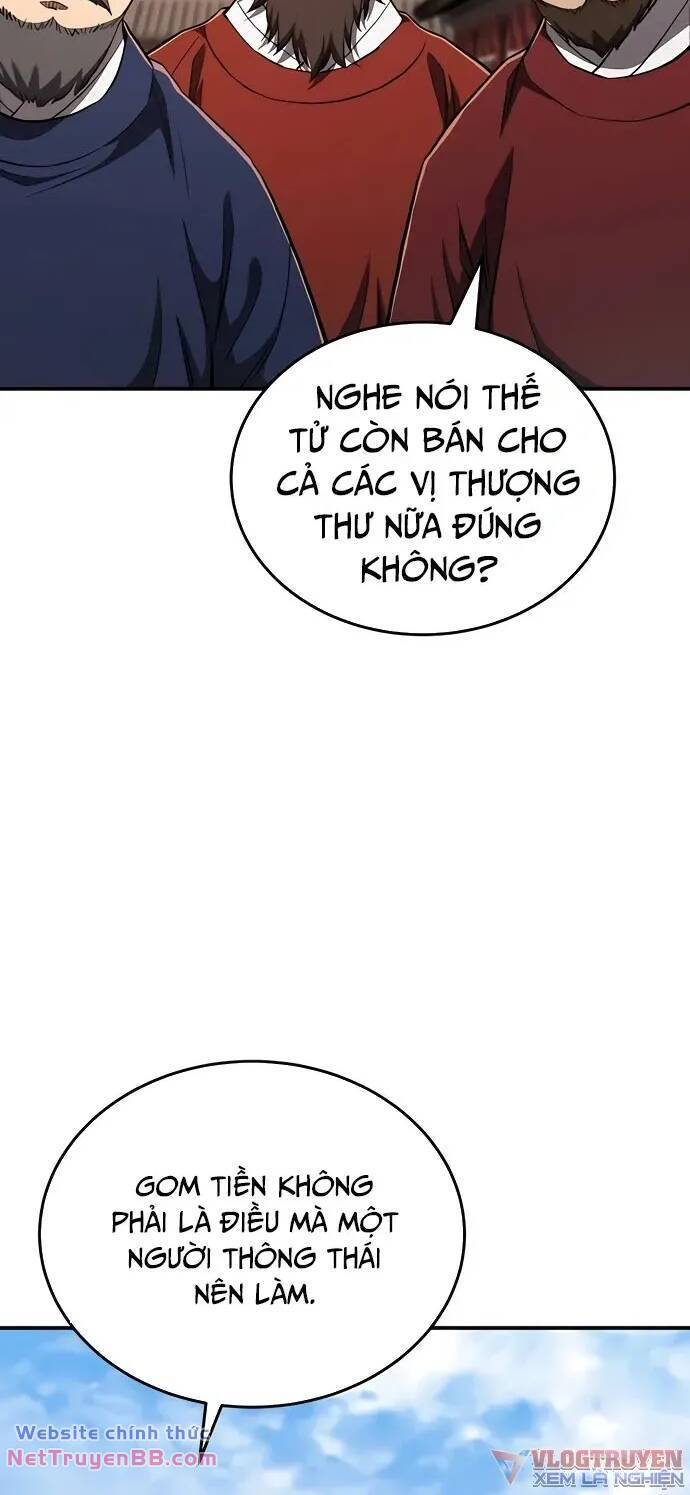 NGHE NÓI THẾ
TỬ CÒN BÁN CHO
CẢ CÁC VỊ THƯỢNG
THƯ NỮA ĐÚNG
KHÔNG?
GOM TIỀN KHÔNG
PHẢI LÀ ĐIỀU MÀ MỘT
NGƯỜI THÔNG THÁI
NÊN LÀM.
Website chính thức
NetTruyenBB.com
VLOGTRUYEN
XEM LÀ NGHIỆN